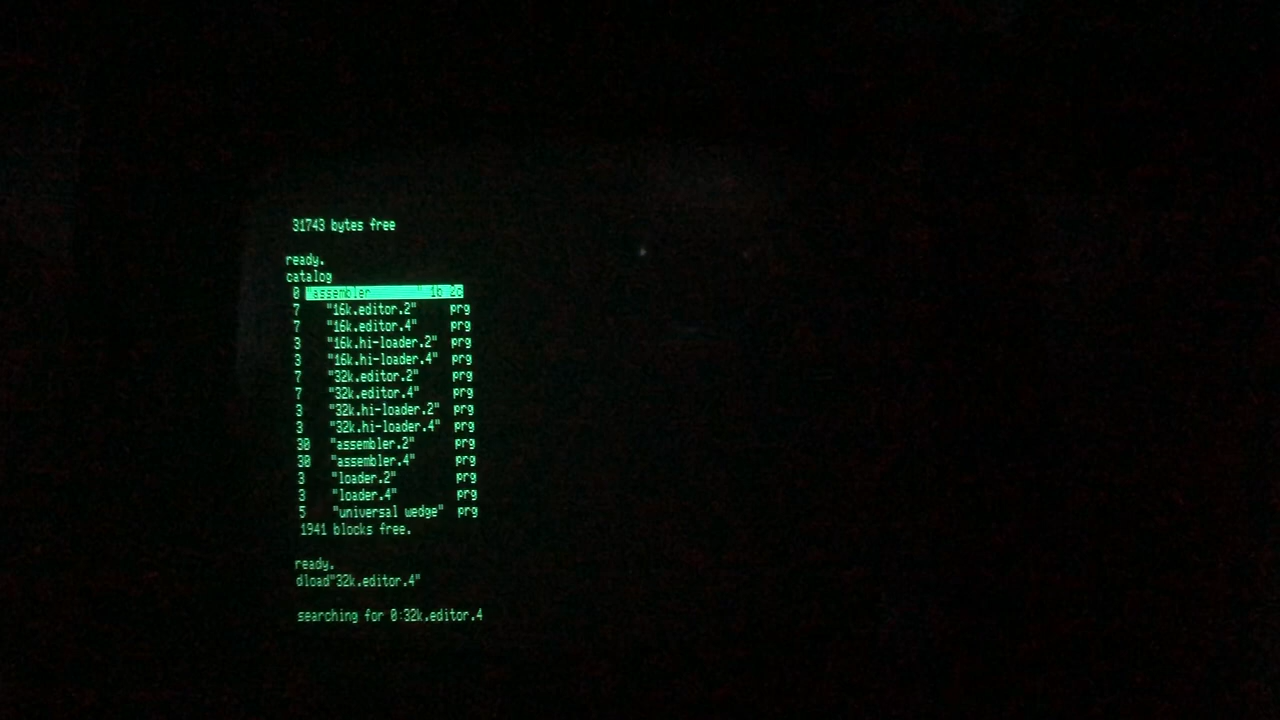 31743 bytes free
ready.
catalog
0 "assembler       " 1b 2c
7 "16k.editor.2" prg
7 "16k.editor.4" prg
3 "16k.hi-loader.2" prg
3 "16k.hi-loader.4" prg
7 "32k.editor.2" prg
7 "32k.editor.4" prg
3 "32k.hi-loader.2" prg
3 "32k.hi-loader.4" prg
30 "assembler.2" prg
30 "assembler.4" prg
3 "loader.2" prg
3 "loader.4" prg
5 "universal wedge" prg
1941 blocks free.
ready.
dload"32k.editor.4"
searching for 0:32k.editor.4